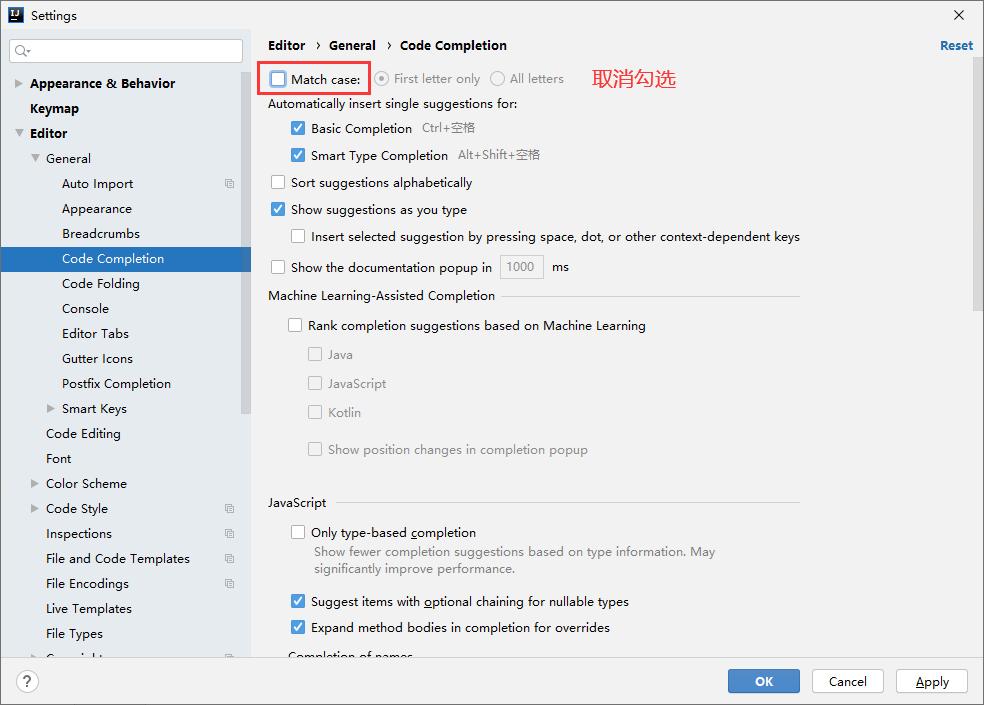 Settings
Editor › General › Code Completion
Reset
Appearance & Behavior
Keymap
Editor
General
Auto Import
Appearance
Breadcrumbs
Code Completion
Code Folding
Console
Editor Tabs
Gutter Icons
Postfix Completion
Smart Keys
Code Editing
Font
Color Scheme
Code Style
Inspections
File and Code Templates
File Encodings
Live Templates
File Types
Match case: First letter only All letters 取消勾选
Automatically insert single suggestions for:
Basic Completion Ctrl+空格
Smart Type Completion Alt+Shift+空格
Sort suggestions alphabetically
Show suggestions as you type
Insert selected suggestion by pressing space, dot, or other context-dependent keys
Show the documentation popup in 1000 ms
Machine Learning-Assisted Completion
Rank completion suggestions based on Machine Learning
Java
JavaScript
Kotlin
Show position changes in completion popup
JavaScript
Only type-based completion
Show fewer completion suggestions based on type information. May
significantly improve performance.
Suggest items with optional chaining for nullable types
Expand method bodies in completion for overrides
Completion of names
?
OK
Cancel
Apply